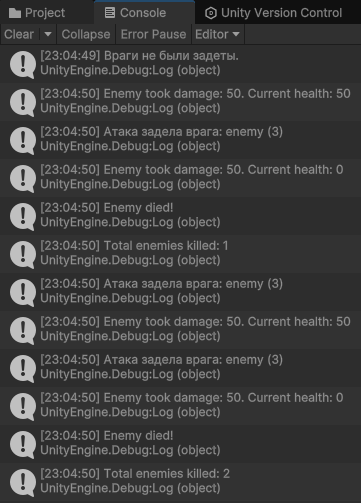 Project Console Unity Version Control
Clear Collapse Error Pause Editor
[23:04:49] Враги не были задеты.
UnityEngine.Debug:Log (object)
[23:04:50] Enemy took damage: 50. Current health: 50
UnityEngine.Debug:Log (object)
[23:04:50] Атака задела врага: enemy (3)
UnityEngine.Debug:Log (object)
[23:04:50] Enemy took damage: 50. Current health: 0
UnityEngine.Debug:Log (object)
[23:04:50] Enemy died!
UnityEngine.Debug:Log (object)
[23:04:50] Total enemies killed: 1
UnityEngine.Debug:Log (object)
[23:04:50] Атака задела врага: enemy (3)
UnityEngine.Debug:Log (object)
[23:04:50] Enemy took damage: 50. Current health: 50
UnityEngine.Debug:Log (object)
[23:04:50] Атака задела врага: enemy (3)
UnityEngine.Debug:Log (object)
[23:04:50] Enemy took damage: 50. Current health: 0
UnityEngine.Debug:Log (object)
[23:04:50] Enemy died!
UnityEngine.Debug:Log (object)
[23:04:50] Total enemies killed: 2
UnityEngine.Debug:Log (object)